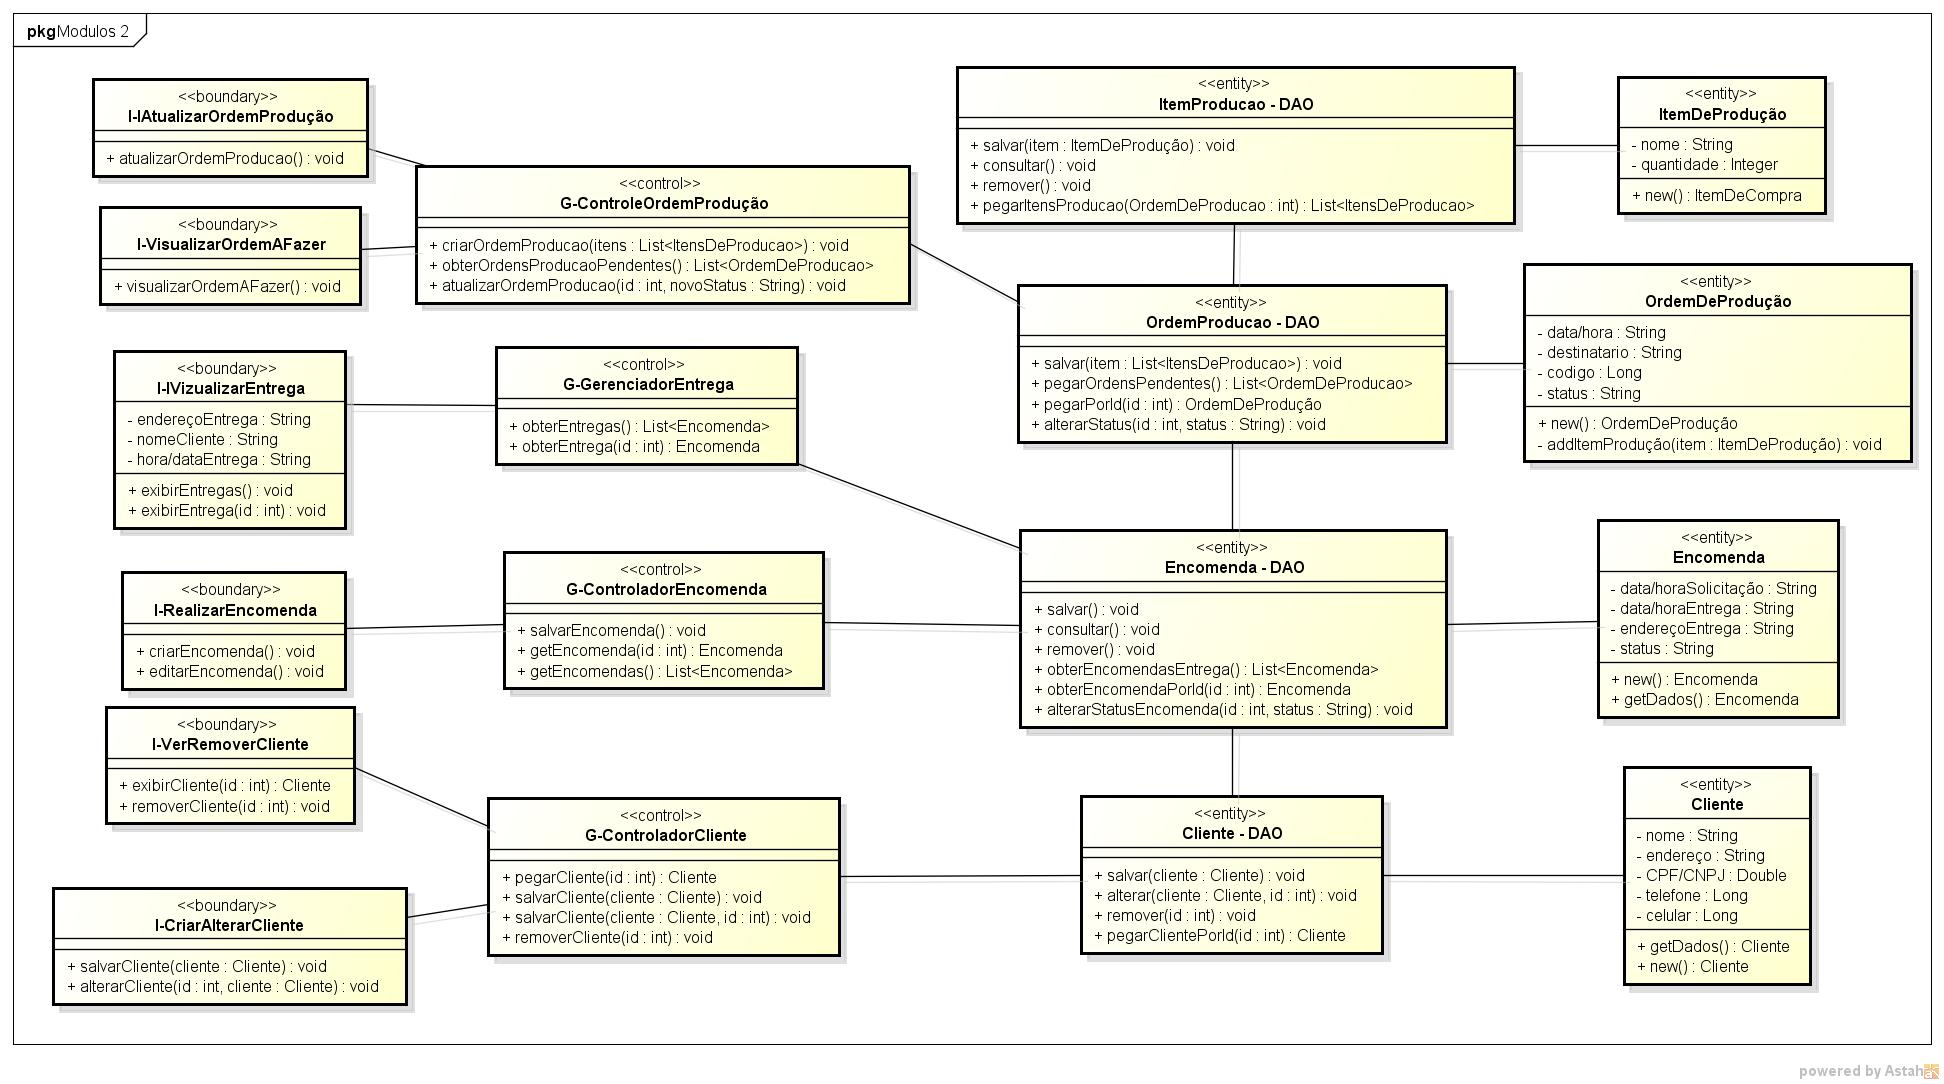 pkg Modulos 2
<<boundary>>
I-IAtualizarOrdemProdução
+ atualizarOrdemProducao() : void
<<boundary>>
I-VisualizarOrdemAFazer
+ visualizarOrdemAFazer() : void
<<boundary>>
I-IVizualizarEntrega
- endereçoEntrega : String
- nomeCliente : String
- hora/dataEntrega : String
+ exibirEntregas() : void
+ exibirEntrega(id : int) : void
<<boundary>>
I-RealizarEncomenda
+ criarEncomenda() : void
+ editarEncomenda() : void
<<boundary>>
I-VerRemoverCliente
+ exibirCliente(id : int) : Cliente
+ removerCliente(id : int) : void
<<boundary>>
I-CriarAlterarCliente
+ salvarCliente(cliente : Cliente) : void
+ alterarCliente(id : int, cliente : Cliente) : void
<<control>>
G-ControleOrdemProdução
+ criarOrdemProducao(itens : List<ItensDeProducao>) : void
+ obterOrdensProducaoPendentes() : List<OrdemDeProducao>
+ atualizarOrdemProducao(id : int, novoStatus : String) : void
<<control>>
G-GerenciadorEntrega
+ obterEntregas() : List<Encomenda>
+ obterEntrega(id : int) : Encomenda
<<control>>
G-ControladorEncomenda
+ salvarEncomenda() : void
+ getEncomenda(id : int) : Encomenda
+ getEncomendas() : List<Encomenda>
<<control>>
G-ControladorCliente
+ pegarCliente(id : int) : Cliente
+ salvarCliente(cliente : Cliente) : void
+ salvarCliente(cliente : Cliente, id : int) : void
+ removerCliente(id : int) : void
<<entity>>
ItemProducao - DAO
+ salvar(item : ItemDeProdução) : void
+ consultar() : void
+ remover() : void
+ pegarItensProducao(OrdemDeProducao : int) : List<ItensDeProducao>
<<entity>>
OrdemProducao - DAO
+ salvar(item : List<ItensDeProducao>) : void
+ pegarOrdensPendentes() : List<OrdemDeProducao>
+ pegarPorId(id : int) : OrdemDeProdução
+ alterarStatus(id : int, status : String) : void
<<entity>>
Encomenda - DAO
+ salvar() : void
+ consultar() : void
+ remover() : void
+ obterEncomendasEntrega() : List<Encomenda>
+ obterEncomendaPorId(id : int) : Encomenda
+ alterarStatusEncomenda(id : int, status : String) : void
<<entity>>
Cliente - DAO
+ salvar(cliente : Cliente) : void
+ alterar(cliente : Cliente, id : int) : void
+ remover(id : int) : void
+ pegarClientePorId(id : int) : Cliente
<<entity>>
ItemDeProdução
- nome : String
- quantidade : Integer
+ new() : ItemDeCompra
<<entity>>
OrdemDeProdução
- data/hora : String
- destinatario : String
- codigo : Long
- status : String
+ new() : OrdemDeProdução
- addItemProdução(item : ItemDeProdução) : void
<<entity>>
Encomenda
- data/horaSolicitação : String
- data/horaEntrega : String
- endereçoEntrega : String
- status : String
+ new() : Encomenda
+ getDados() : Encomenda
<<entity>>
Cliente
- nome : String
- endereço : String
- CPF/CNPJ : Double
- telefone : Long
- celular : Long
+ getDados() : Cliente
+ new() : Cliente
powered by Astah